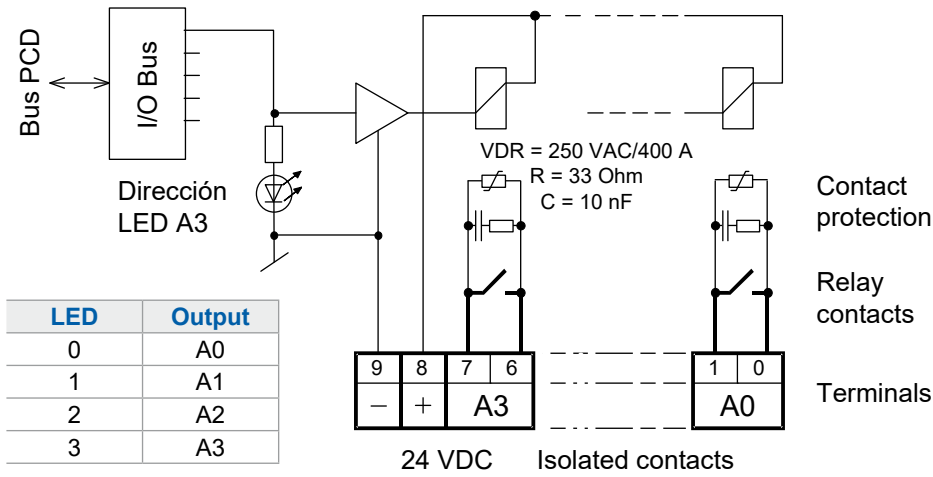 Bus PCD
I/O Bus
VDR = 250 VAC/400 A
R = 33 Ohm
C = 10 nF
Dirección
LED A3
Contact
protection
Relay
contacts
LED Output
0 A0
1 A1
2 A2
3 A3
9 8 7 6 1 0
– + A3 A0
Terminals
24 VDC Isolated contacts